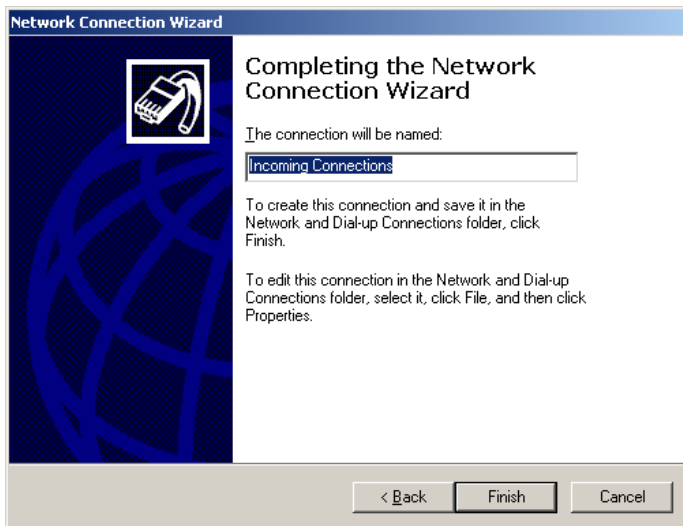 Network Connection Wizard
Completing the Network
Connection Wizard
The connection will be named:
Incoming Connections
To create this connection and save it in the
Network and Dial-up Connections folder, click
Finish.
To edit this connection in the Network and Dial-up
Connections folder, select it, click File, and then click
Properties.
< Back
Finish
Cancel